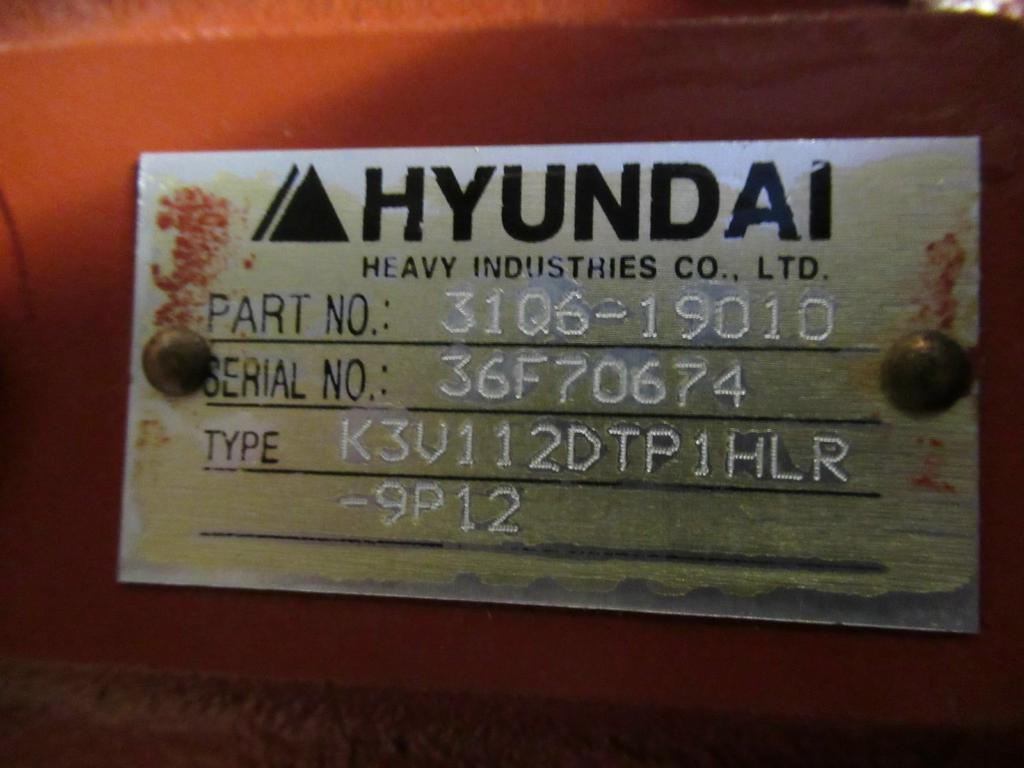 HYUNDAI
HEAVY INDUSTRIES CO., LTD.
PART NO.: 31Q6-19010
SERIAL NO.: 36F70674
TYPE K3V112DTP1HLR
-9P12